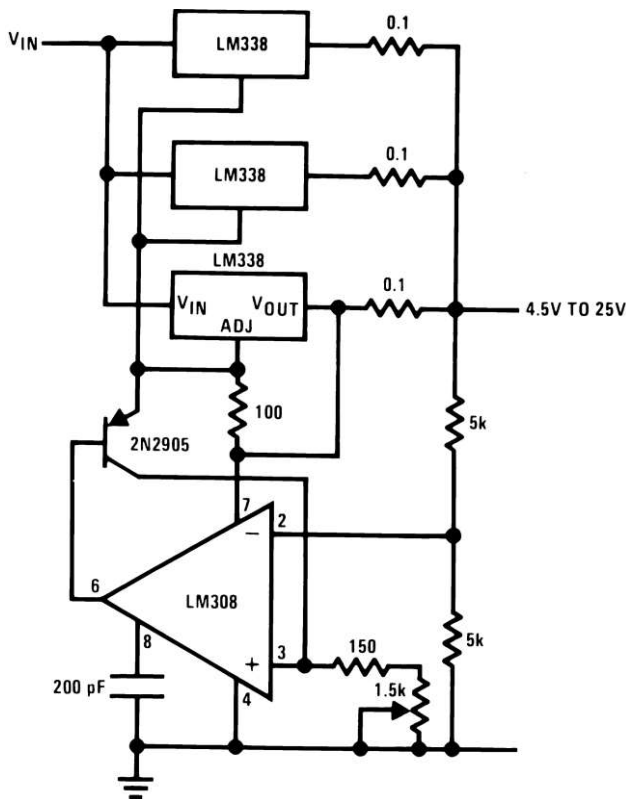 0.1
V_IN
LM338
0.1
LM338
LM338
0.1
V_IN
V_OUT
4.5V TO 25V
ADJ
100
5k
2N2905
7
2
−
6
LM308
8
150
5k
3
+
1.5k
200 pF
4